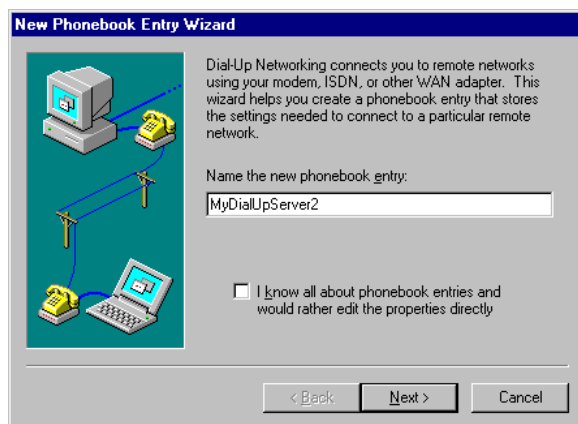 New Phonebook Entry Wizard
Dial-Up Networking connects you to remote networks
using your modem, ISDN, or other WAN adapter. This
wizard helps you create a phonebook entry that stores
the settings needed to connect to a particular remote
network.
Name the new phonebook entry:
MyDialUpServer2
I know all about phonebook entries and
would rather edit the properties directly
< Back
Next >
Cancel